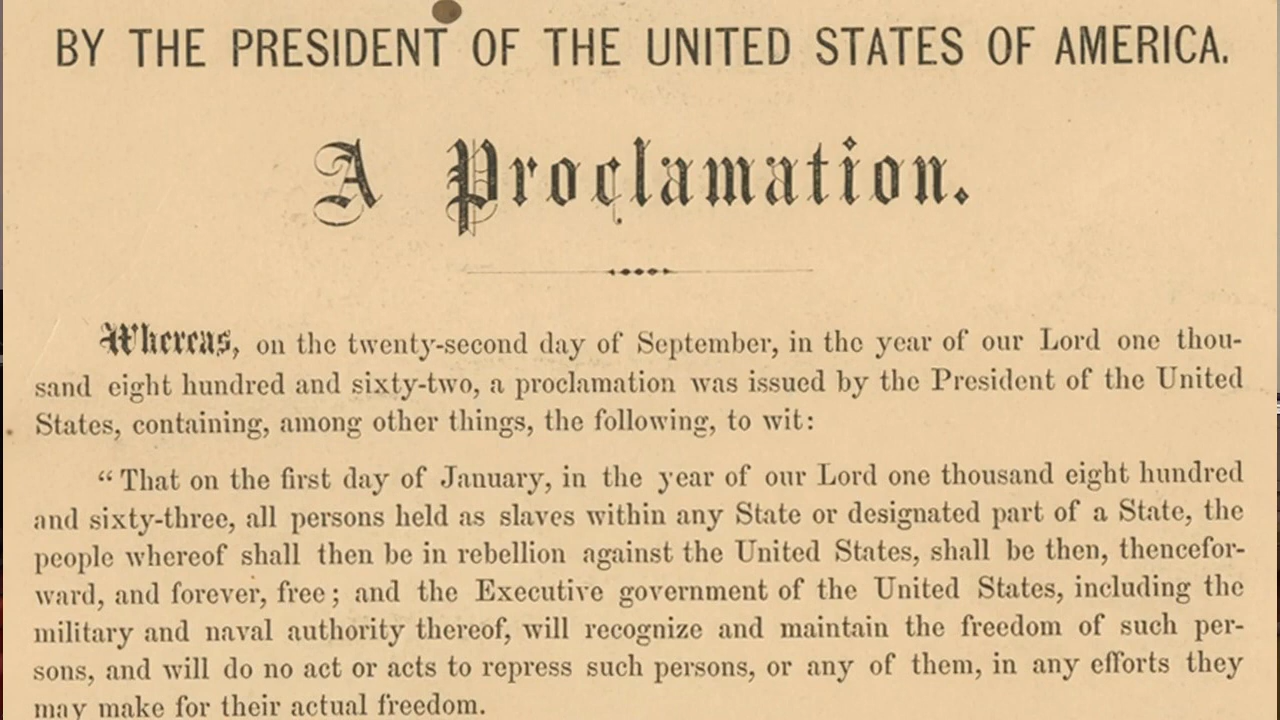 BY THE PRESIDENT OF THE UNITED STATES OF AMERICA.
A Proclamation.
Whereas, on the twenty-second day of September, in the year of our Lord one thou-
sand eight hundred and sixty-two, a proclamation was issued by the President of the United
States, containing, among other things, the following, to wit:
“That on the first day of January, in the year of our Lord one thousand eight hundred
and sixty-three, all persons held as slaves within any State or designated part of a State, the
people whereof shall then be in rebellion against the United States, shall be then, thencefor-
ward, and forever, free; and the Executive government of the United States, including the
military and naval authority thereof, will recognize and maintain the freedom of such per-
sons, and will do no act or acts to repress such persons, or any of them, in any efforts they
may make for their actual freedom.